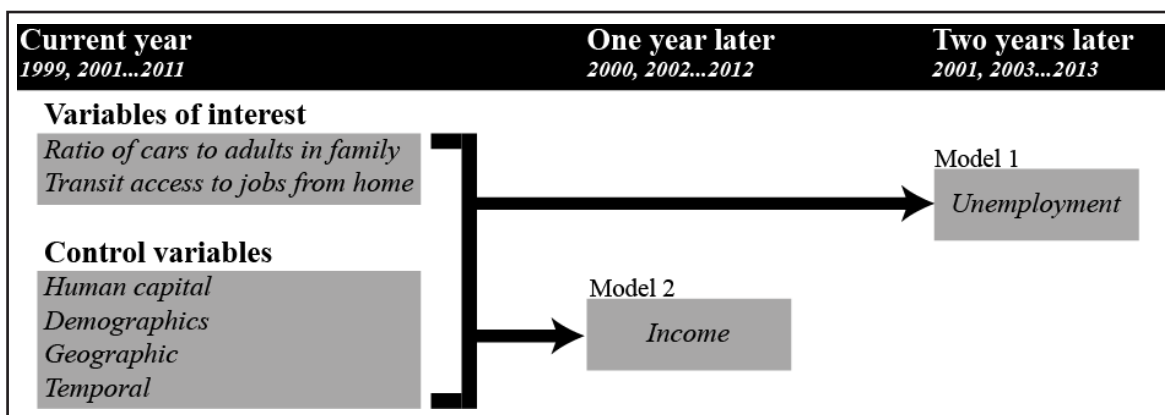 Current year
1999, 2001...2011
One year later
2000, 2002...2012
Two years later
2001, 2003...2013
Variables of interest
Ratio of cars to adults in family
Transit access to jobs from home
Model 1
Unemployment
Control variables
Human capital
Demographics
Geographic
Temporal
Model 2
Income